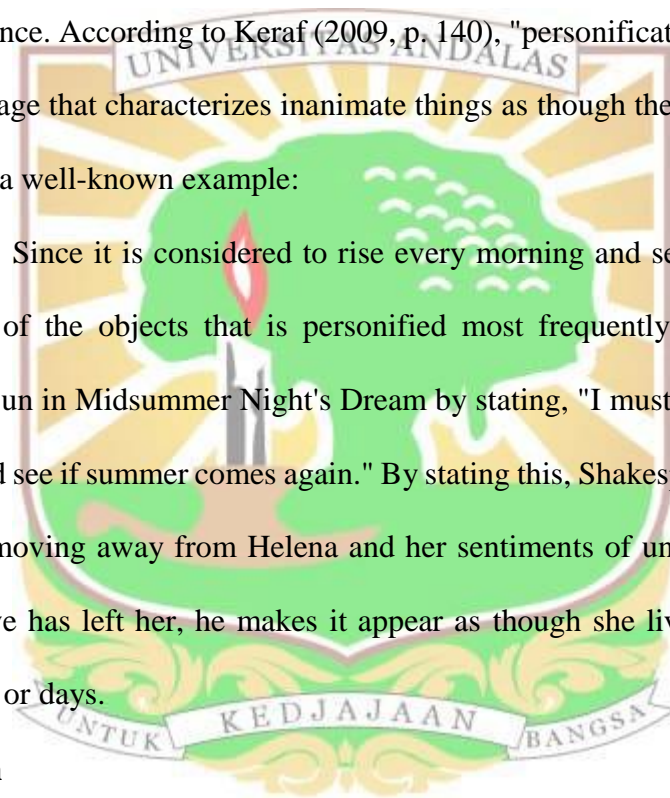 nce. According to Keraf (2009, p. 140), "personificat
UNIVERSITAS ANDALAS
age that characterizes inanimate things as though the
a well-known example:
Since it is considered to rise every morning and se
of the objects that is personified most frequently
un in Midsummer Night's Dream by stating, "I must
d see if summer comes again." By stating this, Shakesp
moving away from Helena and her sentiments of un
ve has left her, he makes it appear as though she liv
or days.
UNTUK KEDJAJAAN BANGSA